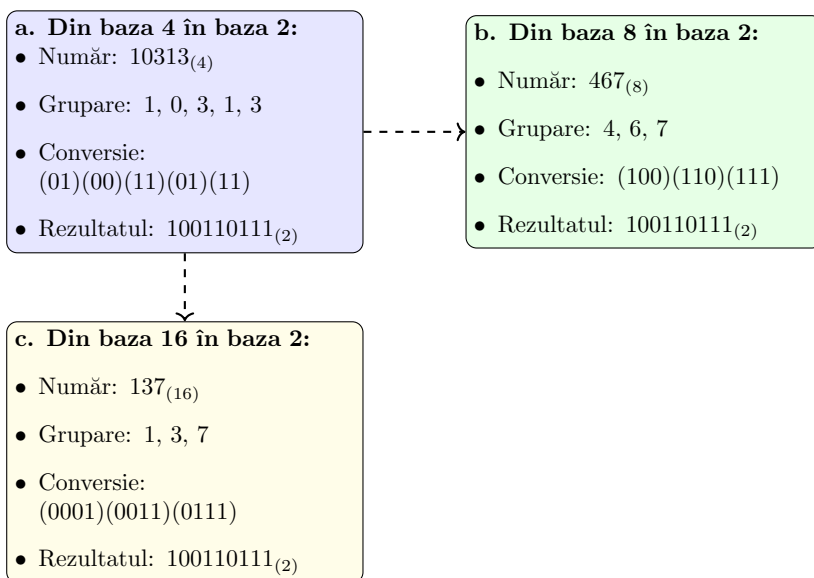 a. Din baza 4 în baza 2:
• Număr: 10313₍₄₎
• Grupare: 1, 0, 3, 1, 3
• Conversie:
(01)(00)(11)(01)(11)
• Rezultatul: 100110111₍₂₎
b. Din baza 8 în baza 2:
• Număr: 467₍₈₎
• Grupare: 4, 6, 7
• Conversie: (100)(110)(111)
• Rezultatul: 100110111₍₂₎
c. Din baza 16 în baza 2:
• Număr: 137₍₁₆₎
• Grupare: 1, 3, 7
• Conversie:
(0001)(0011)(0111)
• Rezultatul: 100110111₍₂₎